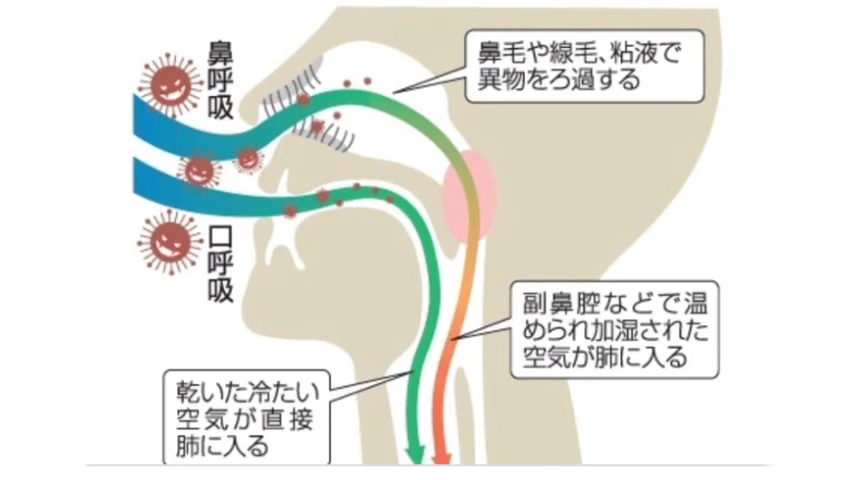 鼻呼吸
鼻毛や線毛、粘液で
異物をろ過する
口呼吸
副鼻腔などで温
められ加湿された
空気が肺に入る
乾いた冷たい
空気が直接
肺に入る